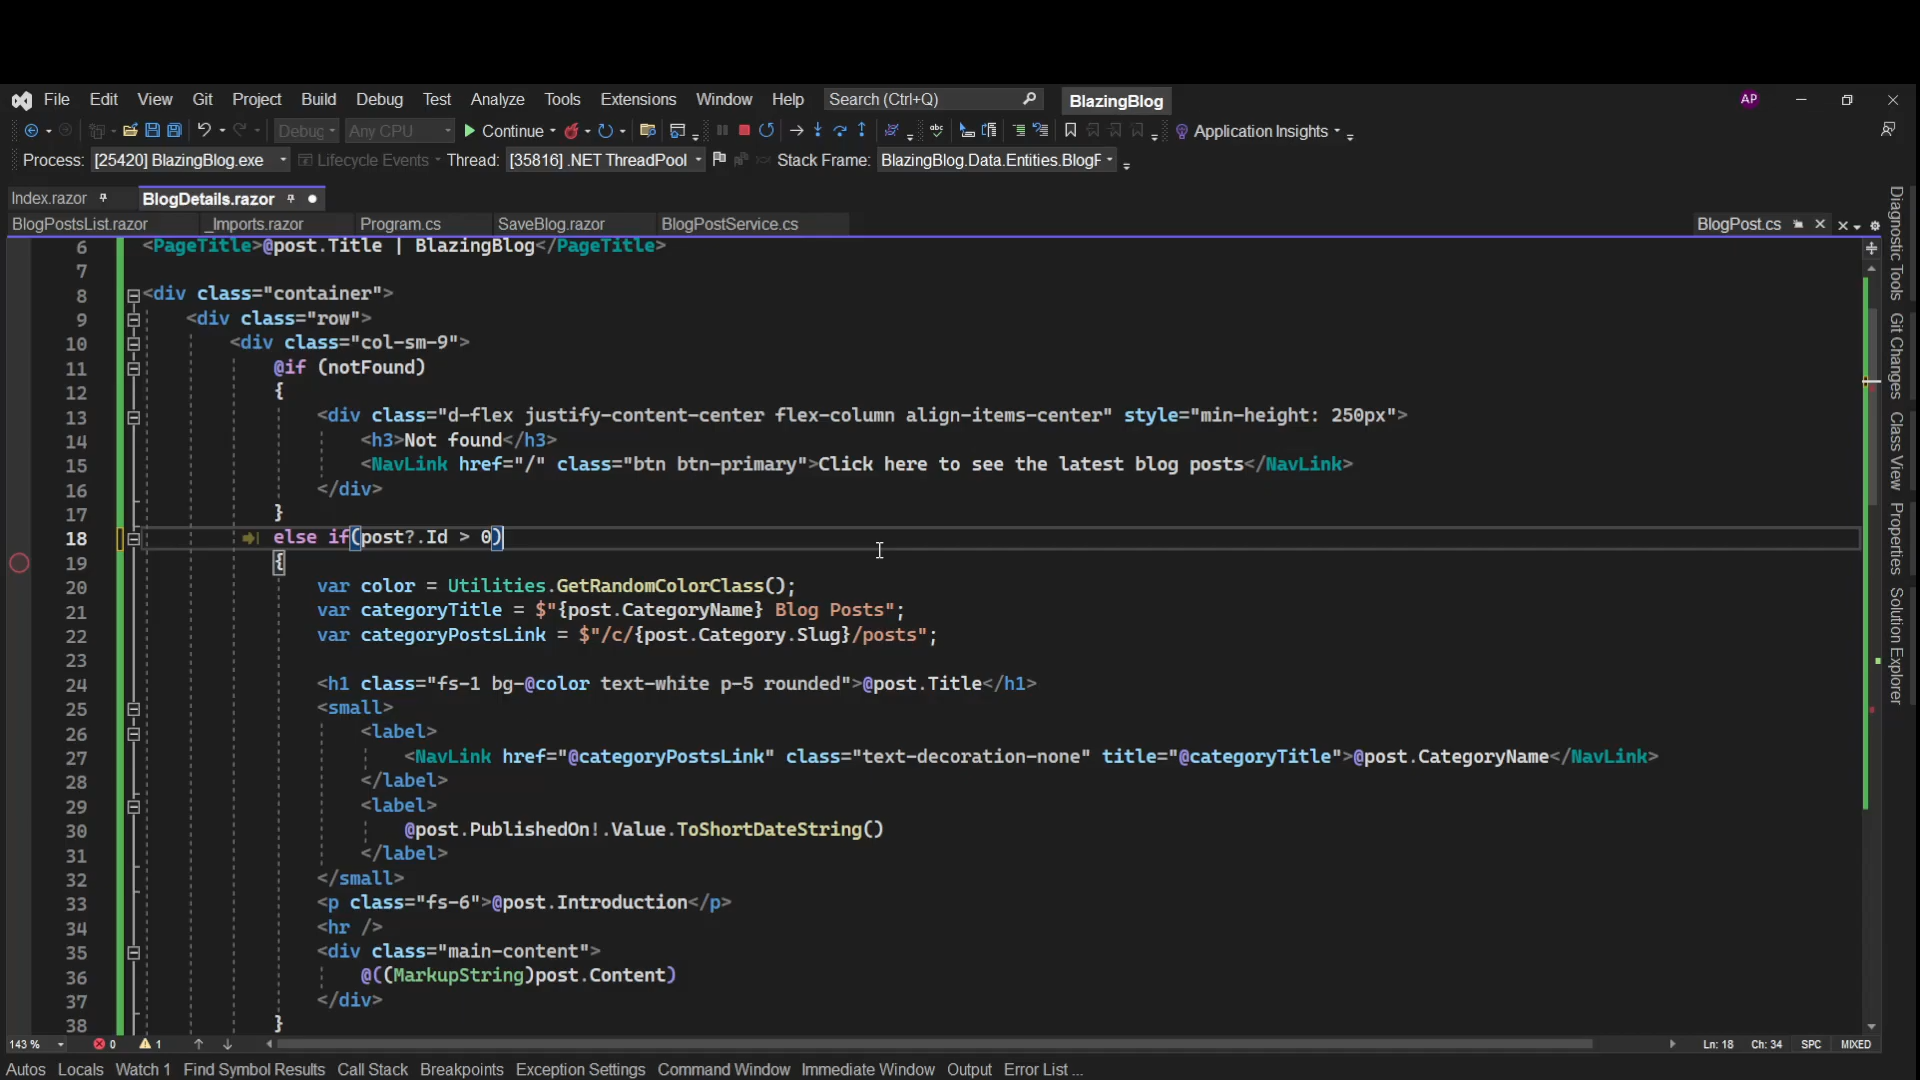 File Edit View Git Project Build Debug Test Analyze Tools Extensions Window Help Search (Ctrl+Q) BlazingBlog AP
Debug Any CPU Continue Application Insights
Process: [25420] BlazingBlog.exe Lifecycle Events Thread: [35816] .NET ThreadPool Stack Frame: BlazingBlog.Data.Entities.BlogF
Index.razor BlogDetails.razor
BlogPostsList.razor _Imports.razor Program.cs SaveBlog.razor BlogPostService.cs BlogPost.cs
6 <PageTitle>@post.Title | BlazingBlog</PageTitle>
7
8 <div class="container">
9 <div class="row">
10 <div class="col-sm-9">
11 @if (notFound)
12 {
13 <div class="d-flex justify-content-center flex-column align-items-center" style="min-height: 250px">
14 <h3>Not found</h3>
15 <NavLink href="/" class="btn btn-primary">Click here to see the latest blog posts</NavLink>
16 </div>
17 }
18 else if(post?.Id > 0)
19 {
20 var color = Utilities.GetRandomColorClass();
21 var categoryTitle = $"{post.CategoryName} Blog Posts";
22 var categoryPostsLink = $"/c/{post.Category.Slug}/posts";
23
24 <h1 class="fs-1 bg-@color text-white p-5 rounded">@post.Title</h1>
25 <small>
26 <label>
27 <NavLink href="@categoryPostsLink" class="text-decoration-none" title="@categoryTitle">@post.CategoryName</NavLink>
28 </label>
29 <label>
30 @post.PublishedOn!.Value.ToShortDateString()
31 </label>
32 </small>
33 <p class="fs-6">@post.Introduction</p>
34 <hr />
35 <div class="main-content">
36 @((MarkupString)post.Content)
37 </div>
38 }
Diagnostic Tools
Git Changes
Class View
Properties
Solution Explorer
143 % 0 1 Ln: 18 Ch: 34 SPC MIXED
Autos Locals Watch 1 Find Symbol Results Call Stack Breakpoints Exception Settings Command Window Immediate Window Output Error List ...